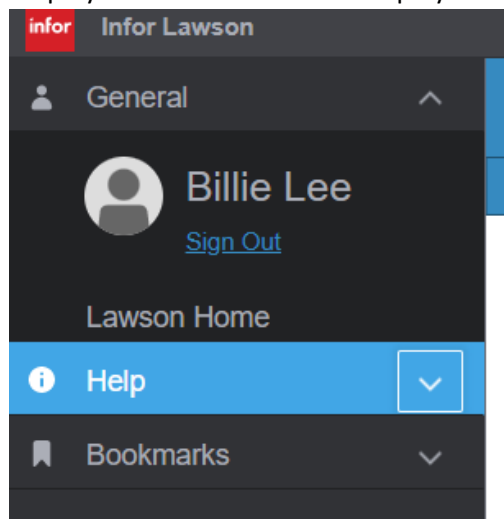 infor Infor Lawson
General
Billie Lee
Sign Out
Lawson Home
Help
Bookmarks